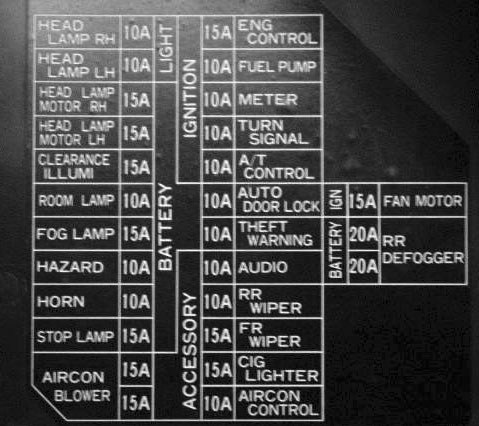 HEAD
LAMP RH 10A
HEAD
LAMP LH 10A
LIGHT
HEAD LAMP
MOTOR RH 15A
HEAD LAMP
MOTOR LH 15A
CLEARANCE
ILLUMI 15A
ROOM LAMP 10A
FOG LAMP 15A
HAZARD 10A
HORN 10A
STOP LAMP 15A
AIRCON
BLOWER
15A
15A
BATTERY
IGNITION
15A ENG
CONTROL
10A FUEL PUMP
10A METER
10A TURN
SIGNAL
10A A/T
CONTROL
10A AUTO
DOOR LOCK
10A THEFT
WARNING
ACCESSORY
10A AUDIO
10A RR
WIPER
15A FR
WIPER
15A CIG
LIGHTER
10A AIRCON
CONTROL
IGN 15A FAN MOTOR
BATTERY
20A
20A
RR
DEFOGGER